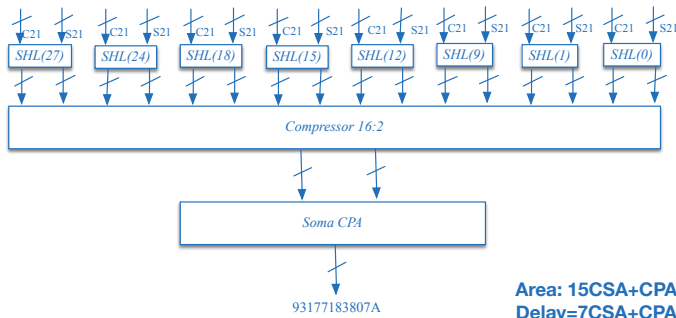 C21 S21 C21 S21 C21 S21 C21 S21 C21 S21 C21 S21 C21 S21 C21 S21
SHL(27) SHL(24) SHL(18) SHL(15) SHL(12) SHL(9) SHL(1) SHL(0)
Compressor 16:2
Soma CPA
93177183807A
Area: 15CSA+CPA
Delay=7CSA+CPA